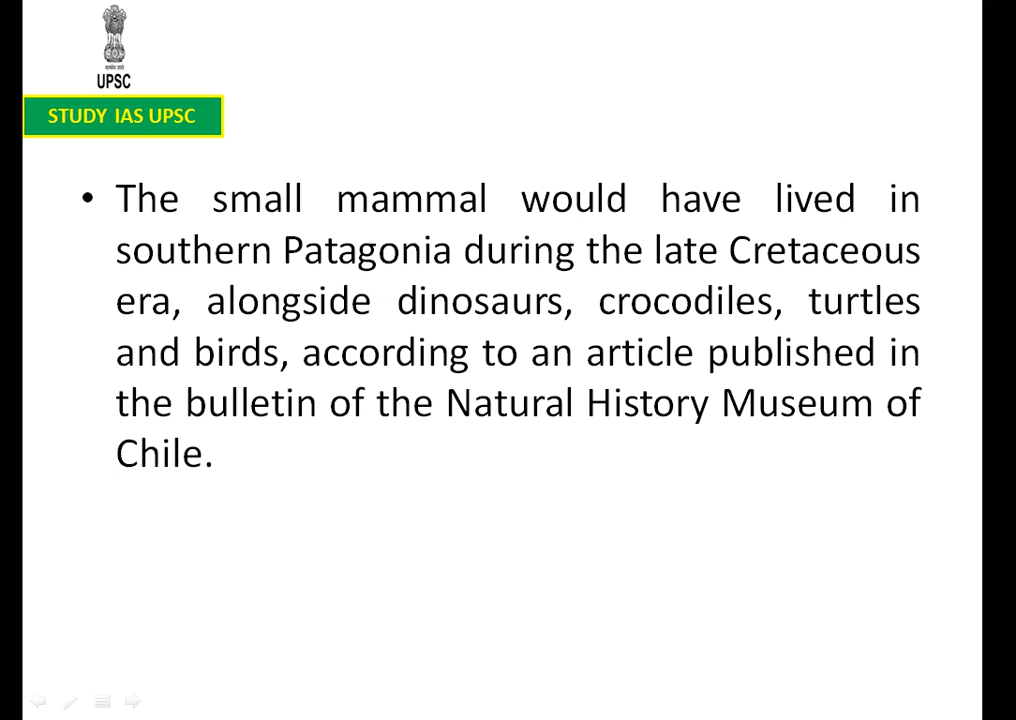 UPSC
STUDY IAS UPSC
• The small mammal would have lived in
southern Patagonia during the late Cretaceous
era, alongside dinosaurs, crocodiles, turtles
and birds, according to an article published in
the bulletin of the Natural History Museum of
Chile.